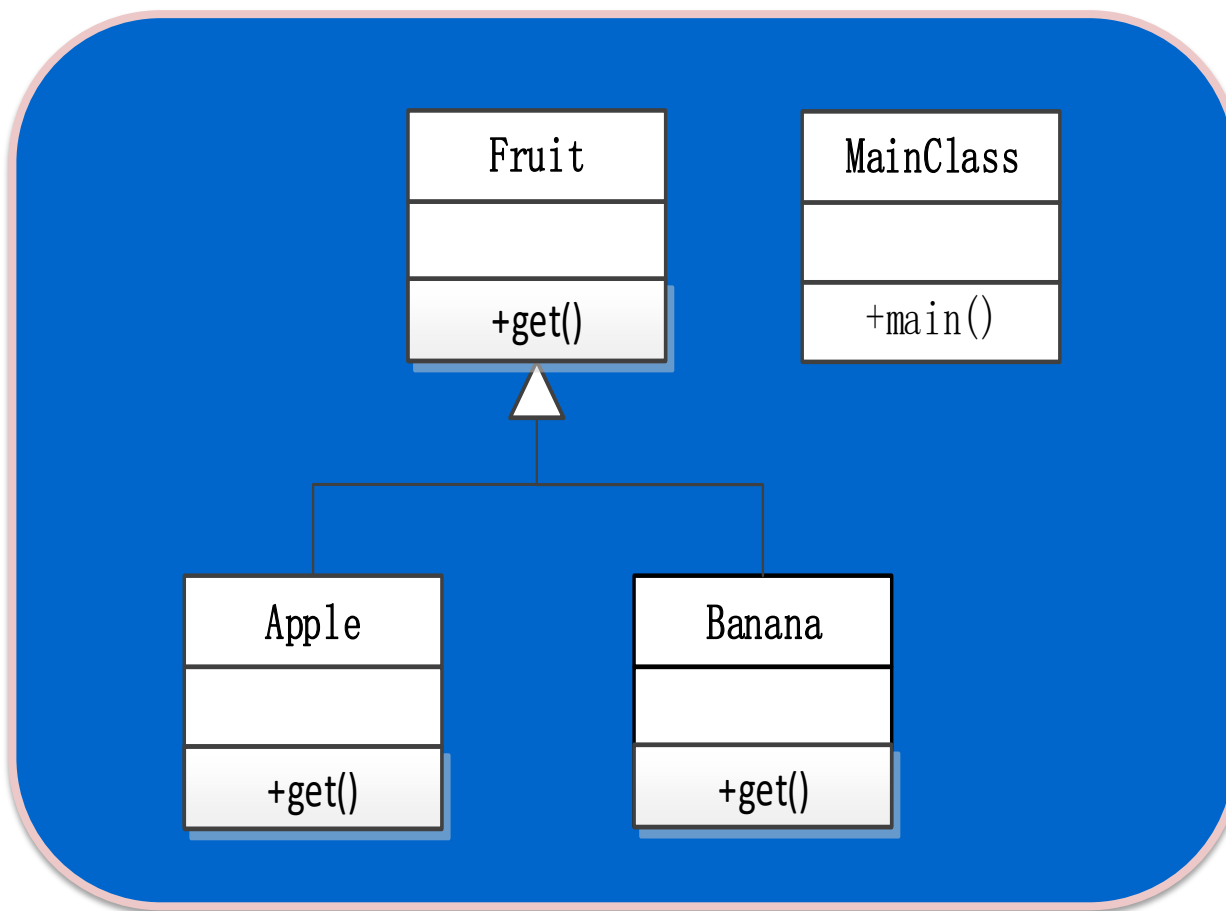 Fruit
+get()
MainClass
+main()
Apple
+get()
Banana
+get()